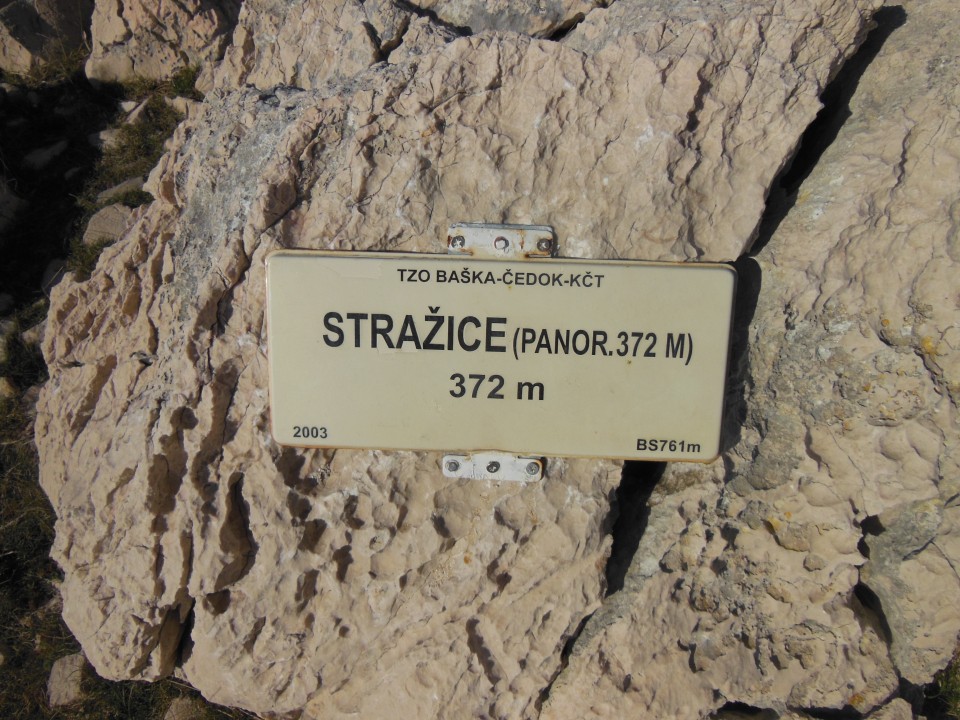 TZO BAŠKA-ČEDOK-KČT
STRAŽICE (PANOR.372 M)
372 m
2003 BS761m